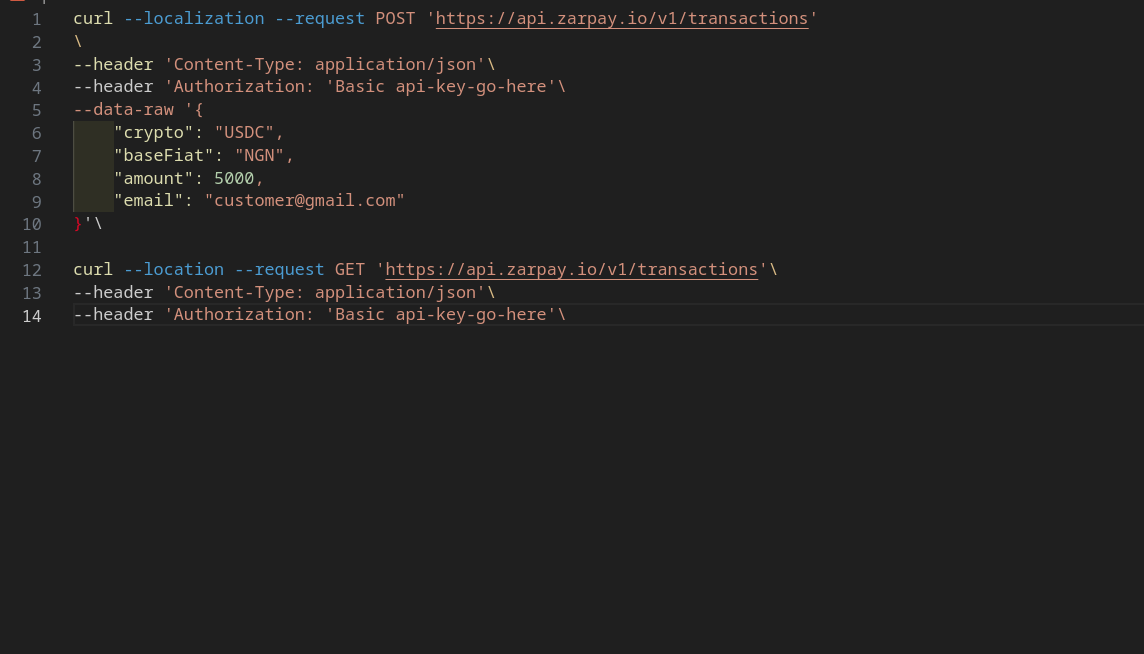 1 curl --localization --request POST 'https://api.zarpay.io/v1/transactions'
2 \
3 --header 'Content-Type: application/json'\
4 --header 'Authorization: 'Basic api-key-go-here'\
5 --data-raw '{
6     "crypto": "USDC",
7     "baseFiat": "NGN",
8     "amount": 5000,
9     "email": "customer@gmail.com"
10 }'\
11
12 curl --location --request GET 'https://api.zarpay.io/v1/transactions'\
13 --header 'Content-Type: application/json'\
14 --header 'Authorization: 'Basic api-key-go-here'\